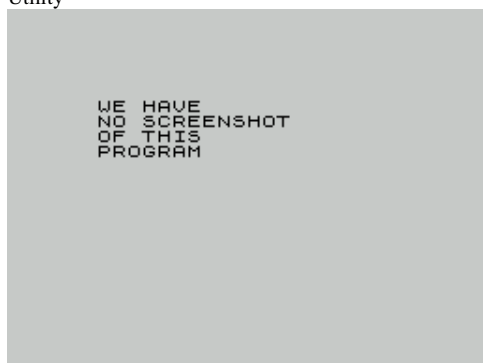 Utility
WE HAVE
NO SCREENSHOT
OF THIS
PROGRAM